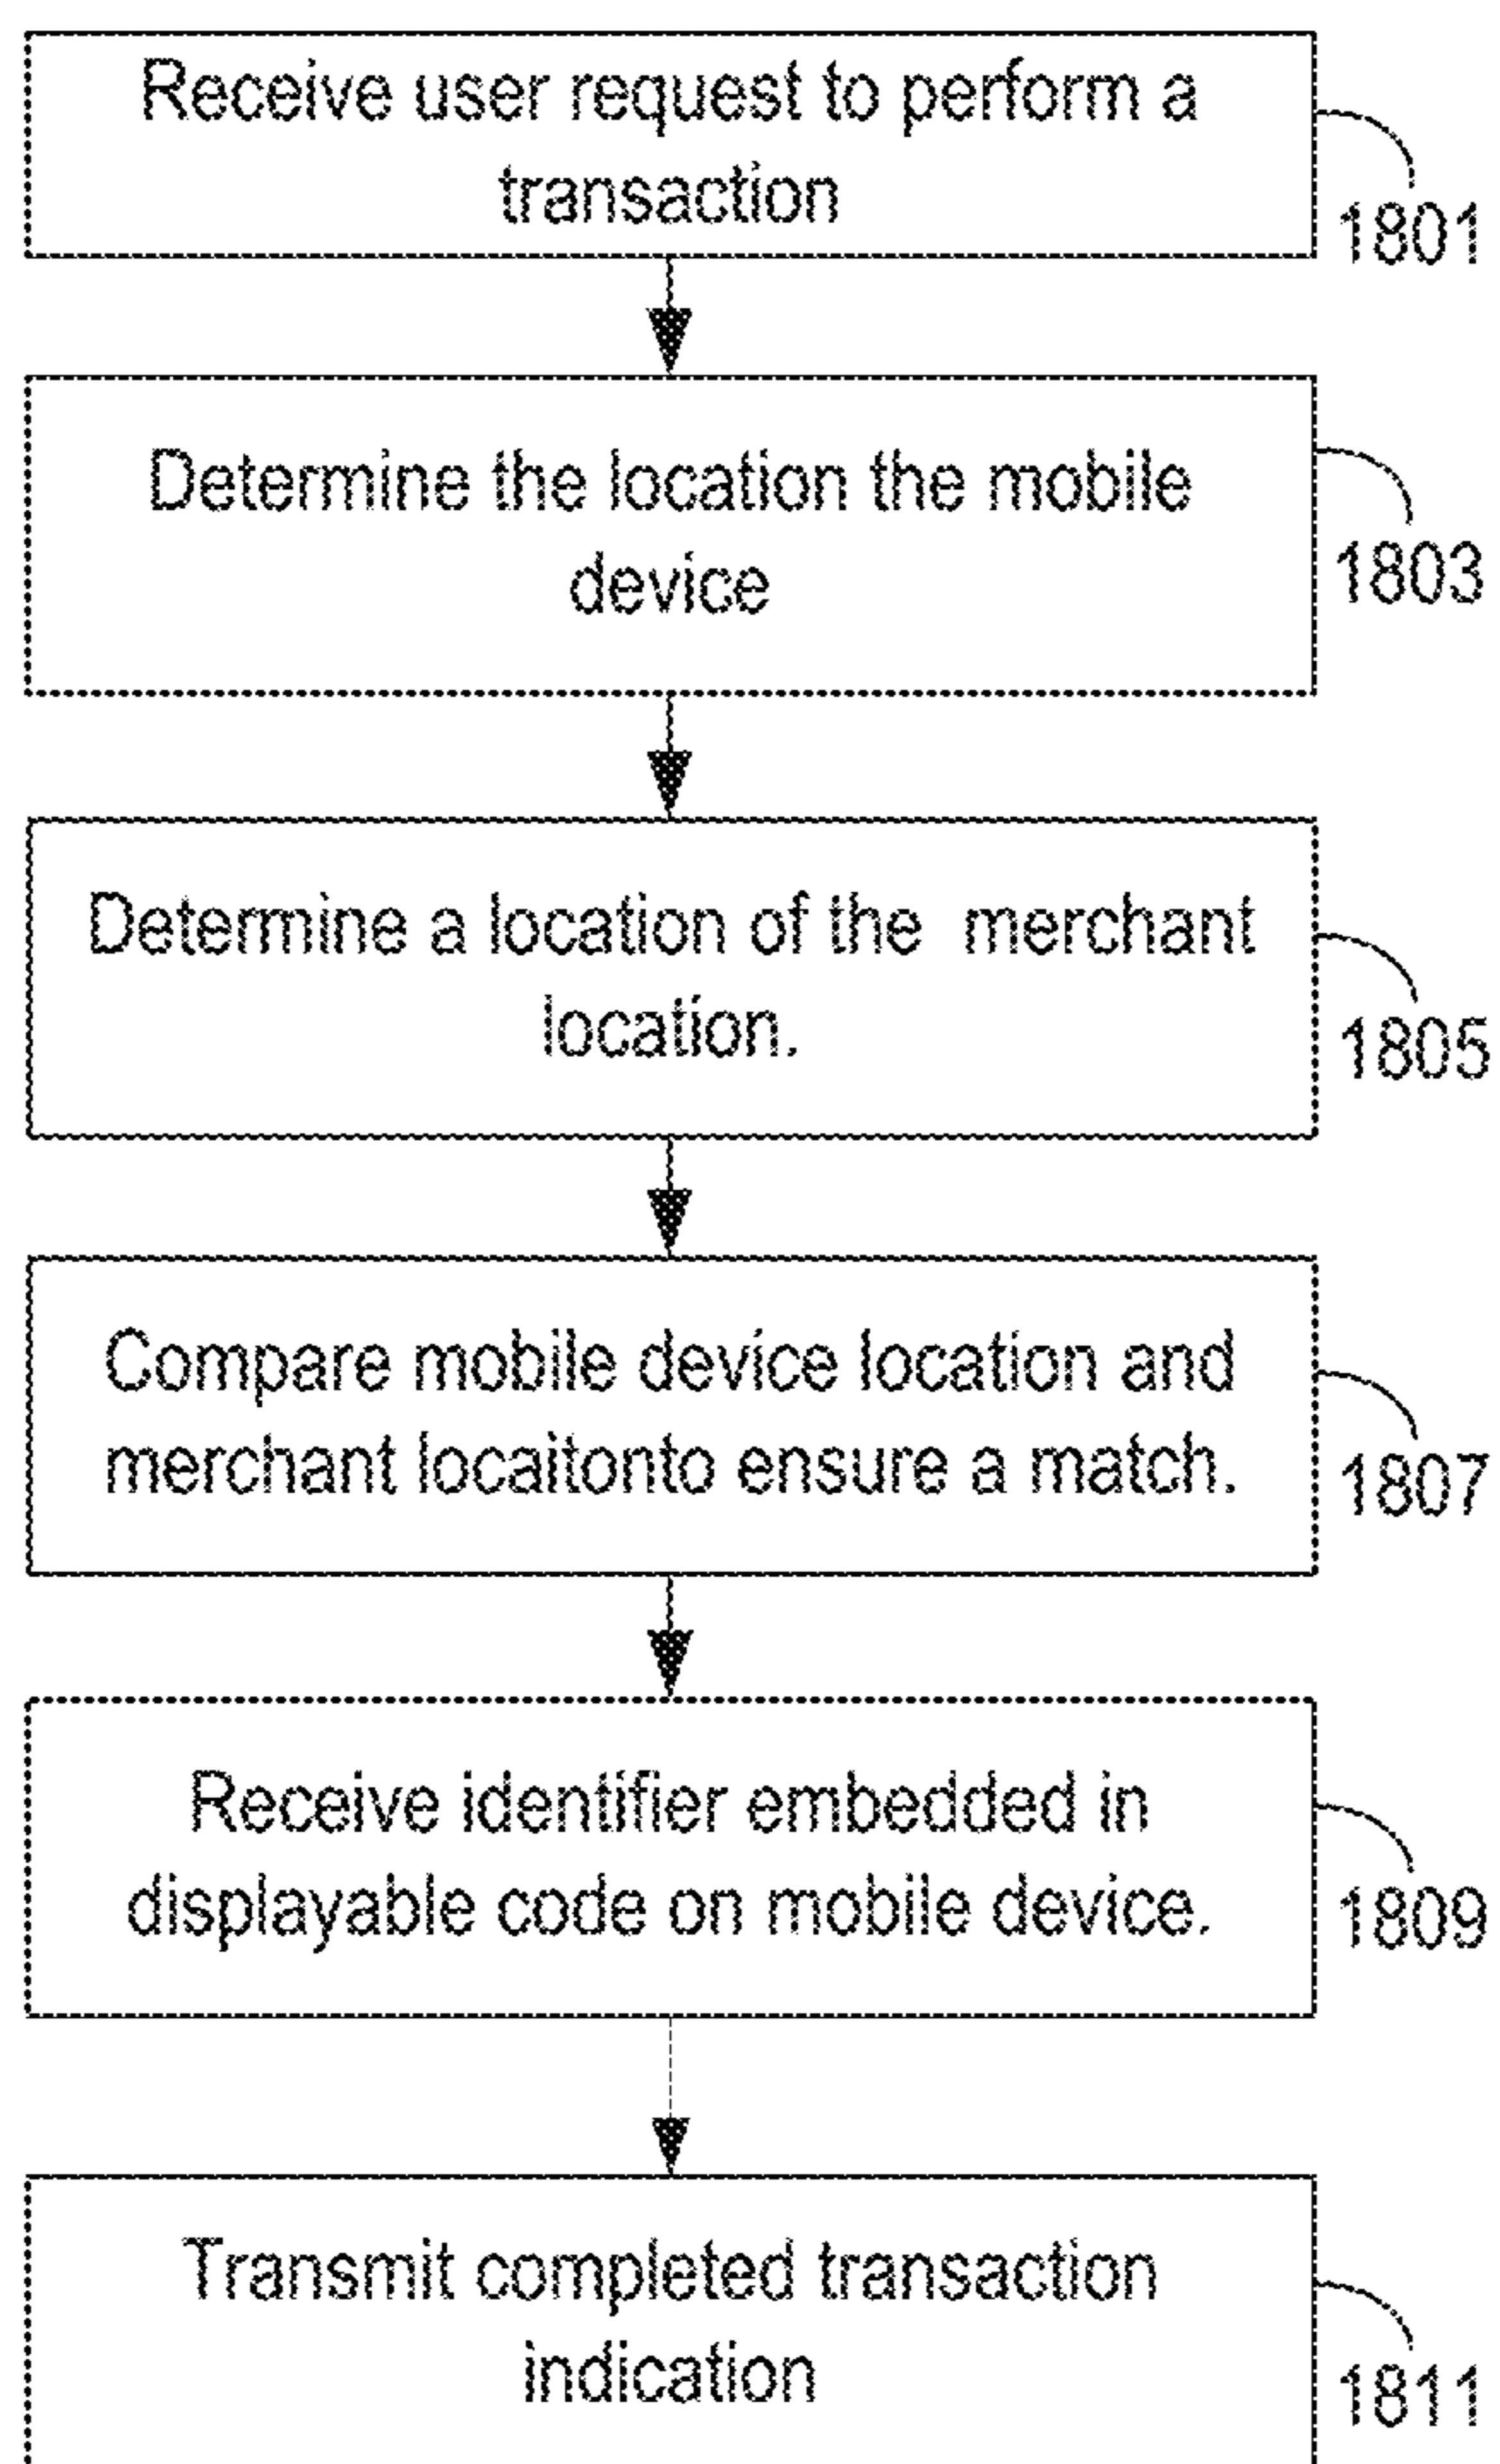 Receive user request to perform a
transaction
1801
Determine the location the mobile
device
1803
Determine a location of the  merchant
location.
1805
Compare mobile device location and
merchant locaitonto ensure a match.
1807
Receive identifier embedded in
displayable code on mobile device.
1809
Transmit completed transaction
indication
1811